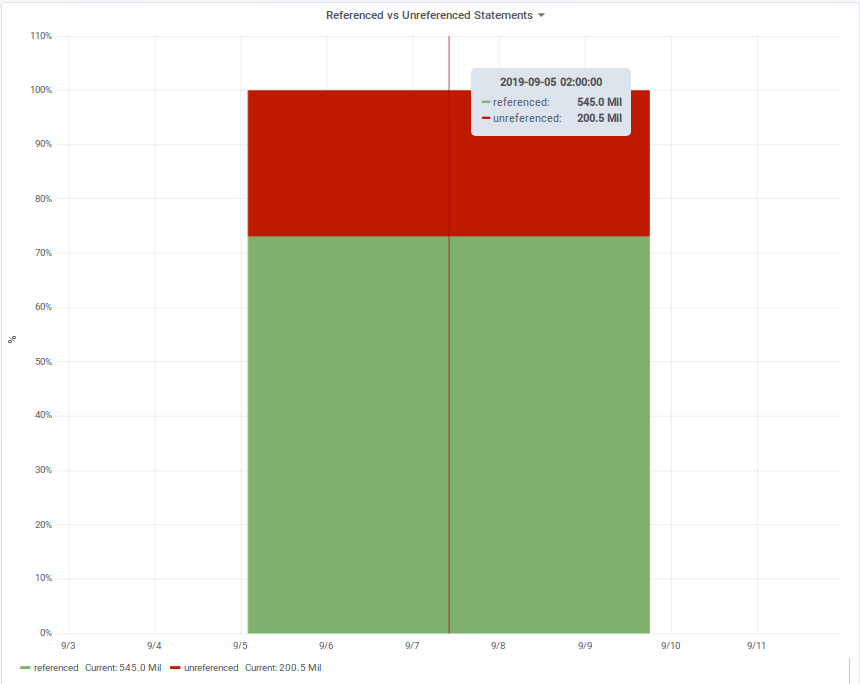 Referenced vs Unreferenced Statements
110%
100%
90%
80%
70%
60%
50%
40%
30%
20%
10%
0%
%
2019-09-05 02:00:00
referenced: 545.0 Mil
unreferenced: 200.5 Mil
9/3 9/4 9/5 9/6 9/7 9/8 9/9 9/10 9/11
referenced Current: 545.0 Mil unreferenced Current: 200.5 Mil